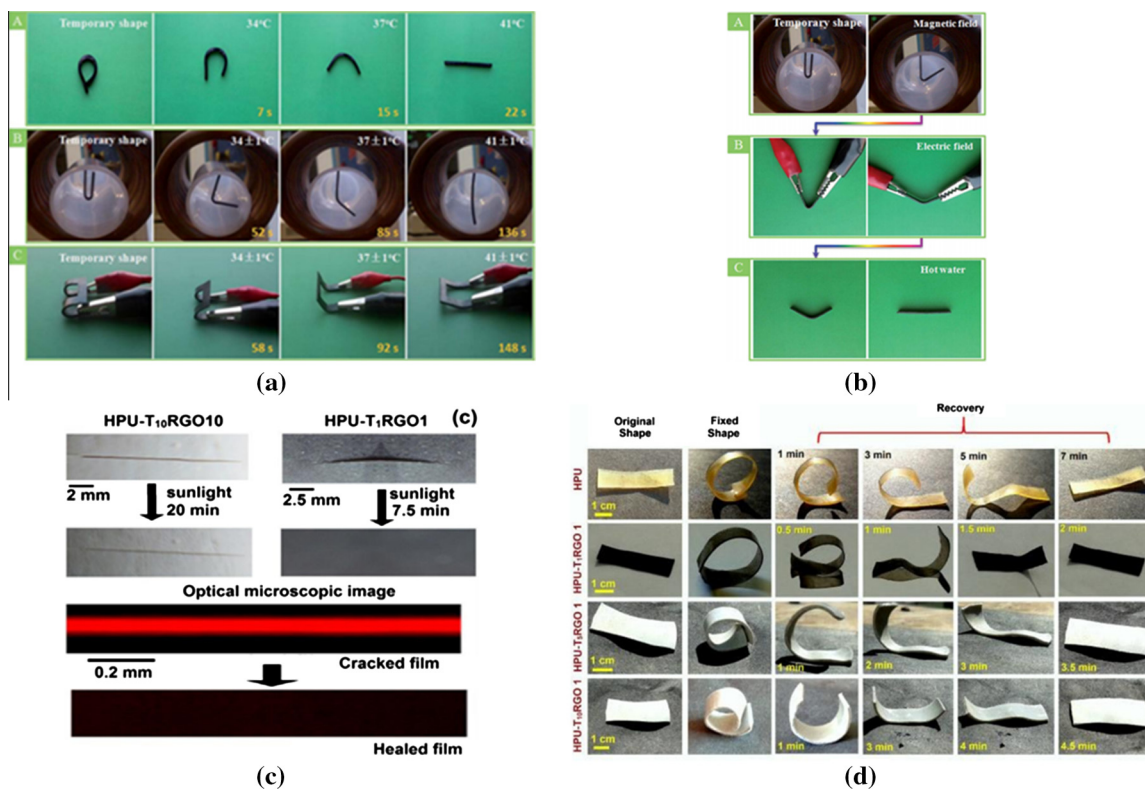 A Temporary shape 34°C 37°C 41°C
7 s 15 s 22 s
B Temporary shape 34±1°C 37±1°C 41±1°C
52 s 85 s 136 s
C Temporary shape 34±1°C 37±1°C 41±1°C
58 s 92 s 148 s
(a)
A Temporary shape Magnetic field
B Electric field
C Hot water
(b)
HPU-T₁₀RGO10 HPU-T₁RGO1 (c)
2 mm sunlight 20 min
2.5 mm sunlight 7.5 min
Optical microscopic image
Cracked film
0.2 mm
Healed film
(c)
Original Shape Fixed Shape Recovery
HPU 1 cm 1 min 3 min 5 min 7 min
HPU-T₁RGO 1 1 cm 0.5 min 1 min 1.5 min 2 min
HPU-T₅RGO 1 1 cm 1 min 2 min 3 min 3.5 min
HPU-T₁₀RGO 1 1 cm 1 min 3 min 4 min 4.5 min
(d)